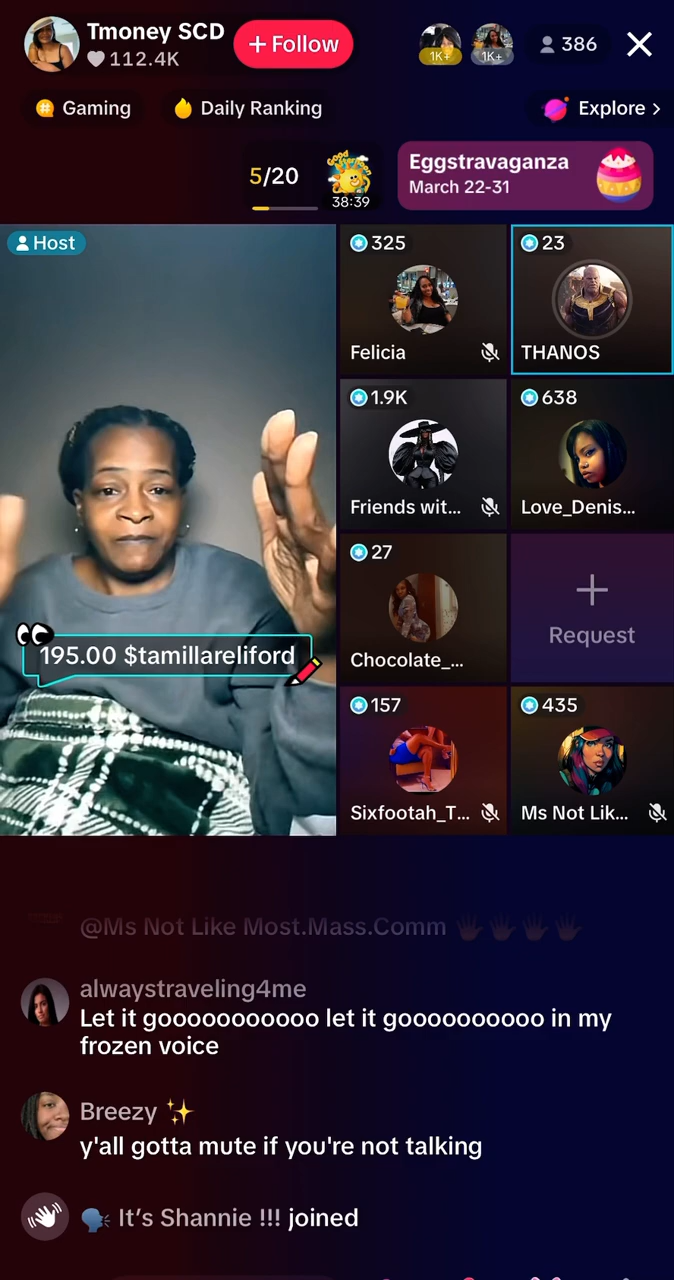 Tmoney SCD
+ Follow
112.4K
1K+
1K+
386
Gaming
Daily Ranking
Explore >
5/20
Good Afternoon
38:39
Eggstravaganza
March 22-31
Host
325
Felicia
23
THANOS
1.9K
Friends wit...
638
Love_Denis...
27
Chocolate_...
+
Request
157
Sixfootah_T...
435
Ms Not Lik...
195.00 $tamillareliford
@Ms Not Like Most.Mass.Comm 🖐🏿🖐🏿🖐🏿🖐🏿
alwaystraveling4me
Let it gooooooooooo let it goooooooooo in my
frozen voice
Breezy ✨
y'all gotta mute if you're not talking
🗣️ It's Shannie !!! joined